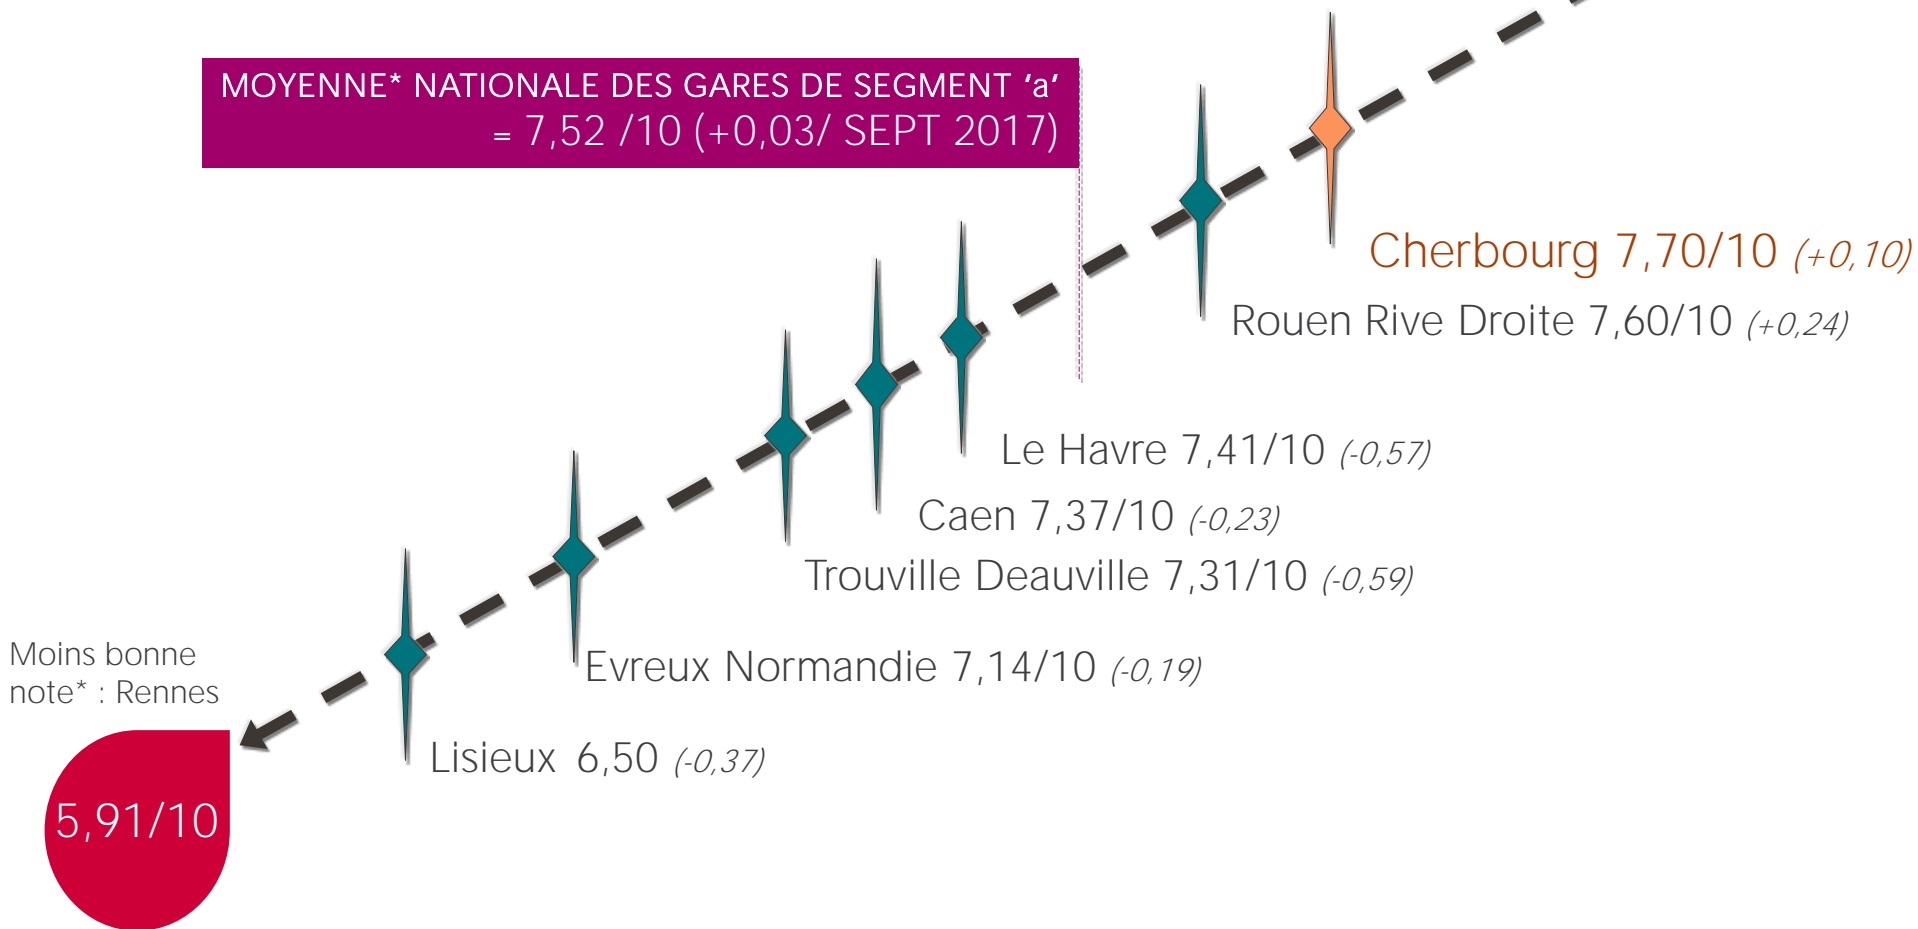 MOYENNE* NATIONALE DES GARES DE SEGMENT ‘a’
= 7,52 /10 (+0,03/ SEPT 2017)
Cherbourg 7,70/10 (+0,10)
Rouen Rive Droite 7,60/10 (+0,24)
Le Havre 7,41/10 (-0,57)
Caen 7,37/10 (-0,23)
Trouville Deauville 7,31/10 (-0,59)
Evreux Normandie 7,14/10 (-0,19)
Moins bonne
note* : Rennes
Lisieux 6,50 (-0,37)
5,91/10